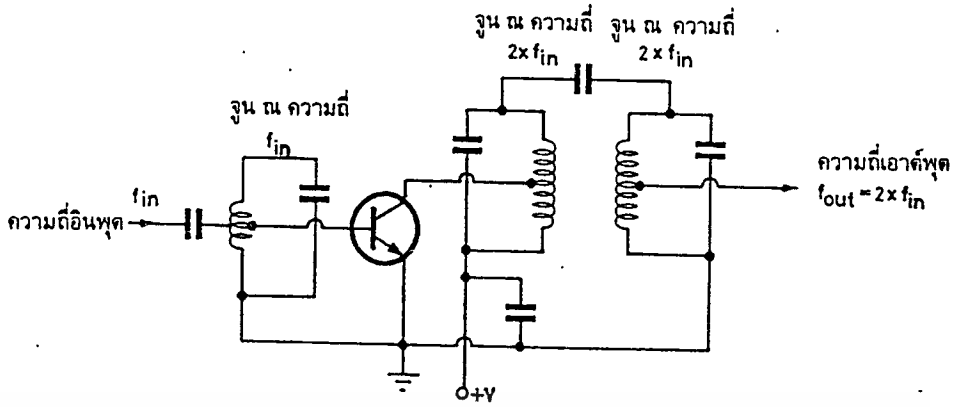 จูน ณ ความถี่
2 x fin
จูน ณ ความถี่
2 x fin
จูน ณ ความถี่
fin
fin
ความถี่อินพุต
ความถี่เอาต์พุต
fout = 2 x fin
+V